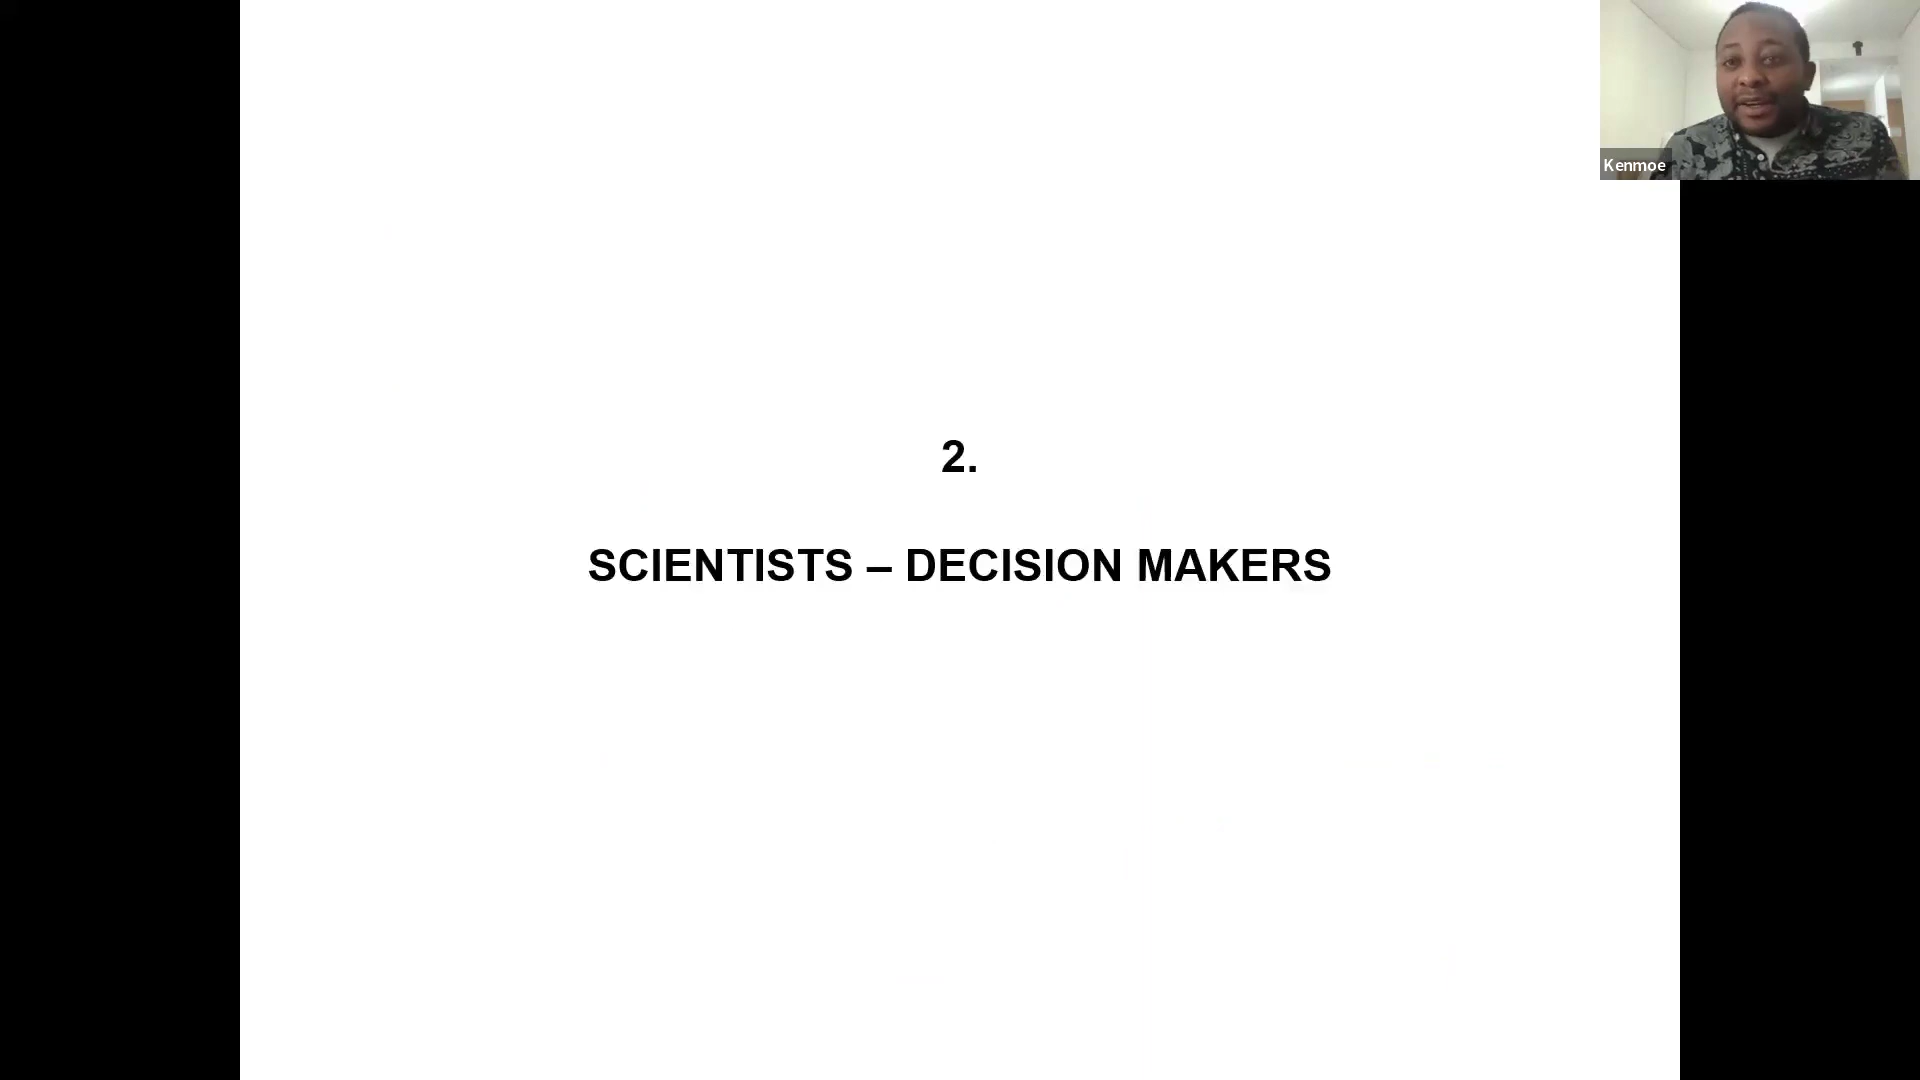 Kenmoe
2.
SCIENTISTS – DECISION MAKERS